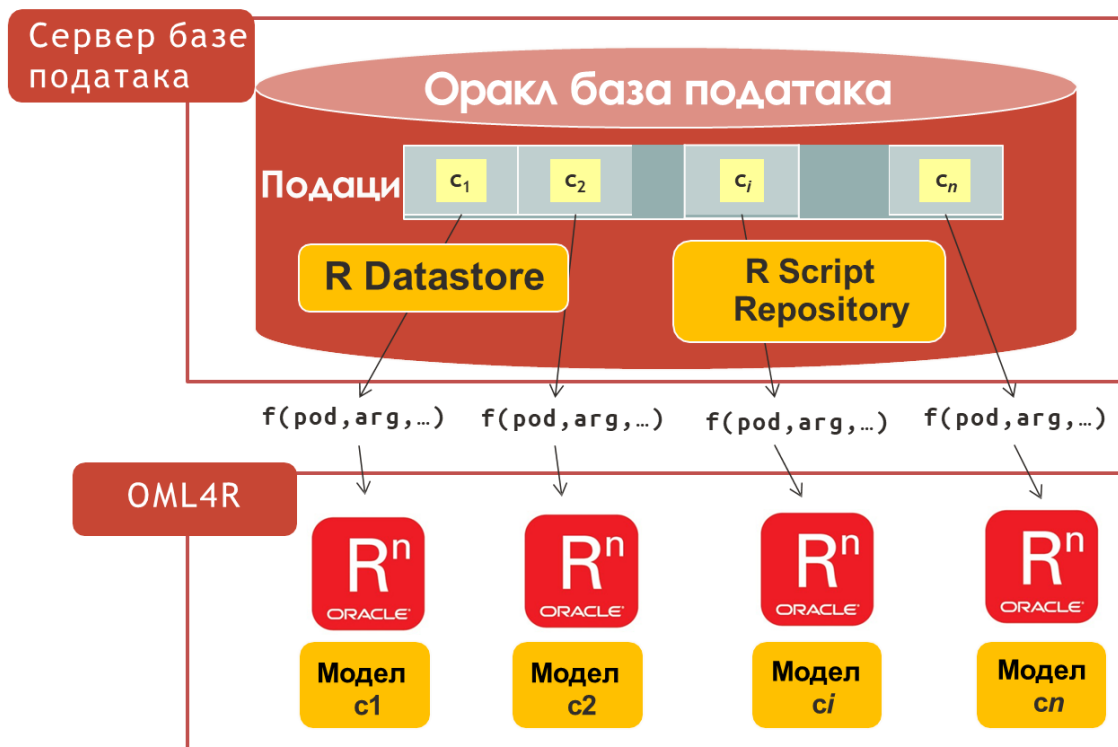 Сервер базе
података
Оракл база података
Подаци
c1
c2
ci
cn
R Datastore
R Script
Repository
f(pod,arg,…)
f(pod,arg,…)
f(pod,arg,…)
f(pod,arg,…)
OML4R
Rn
ORACLE
Rn
ORACLE
Rn
ORACLE
Rn
ORACLE
Модел
c1
Модел
c2
Модел
ci
Модел
cn